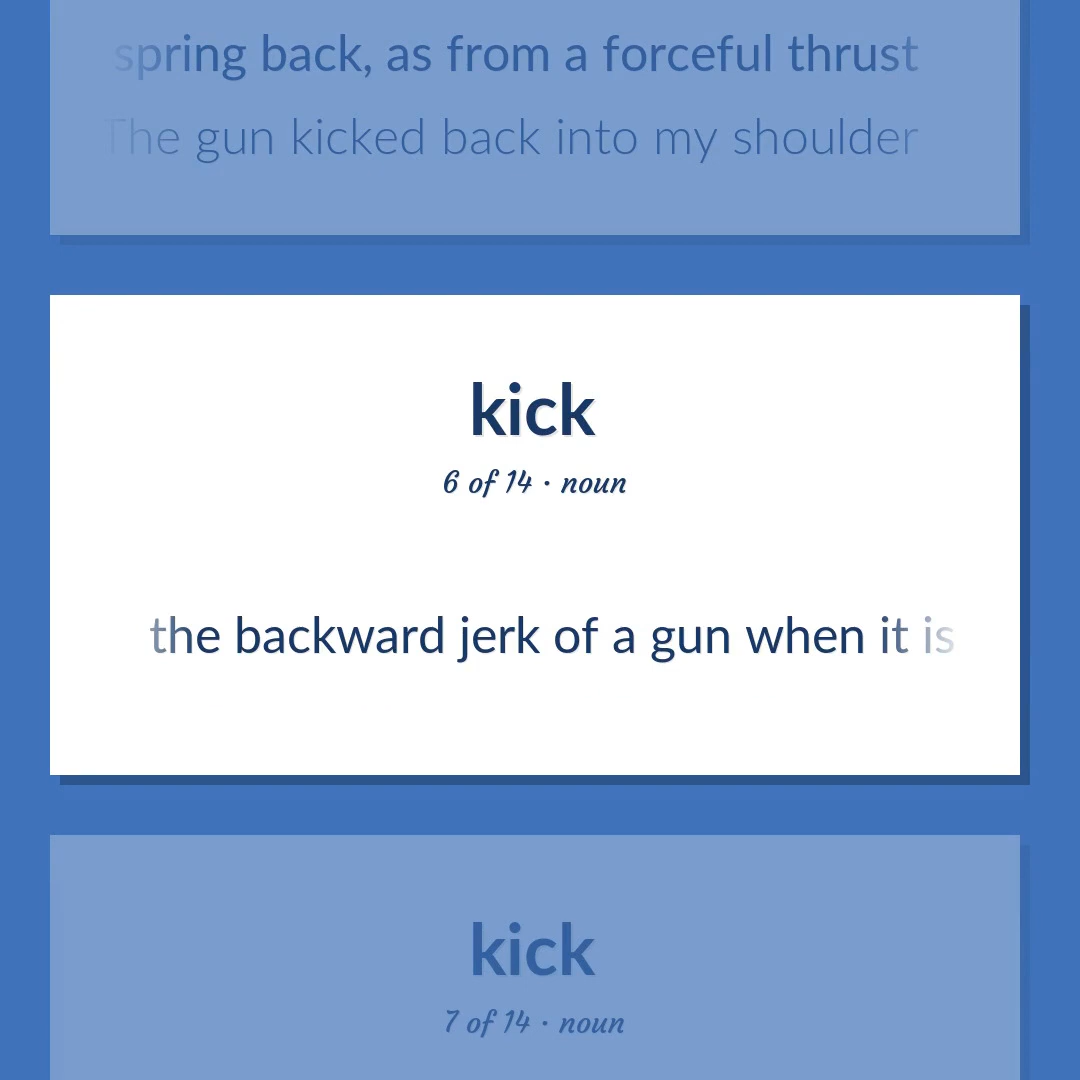 spring back, as from a forceful thrust
The gun kicked back into my shoulder
kick
6 of 14 · noun
the backward jerk of a gun when it is
kick
7 of 14 · noun